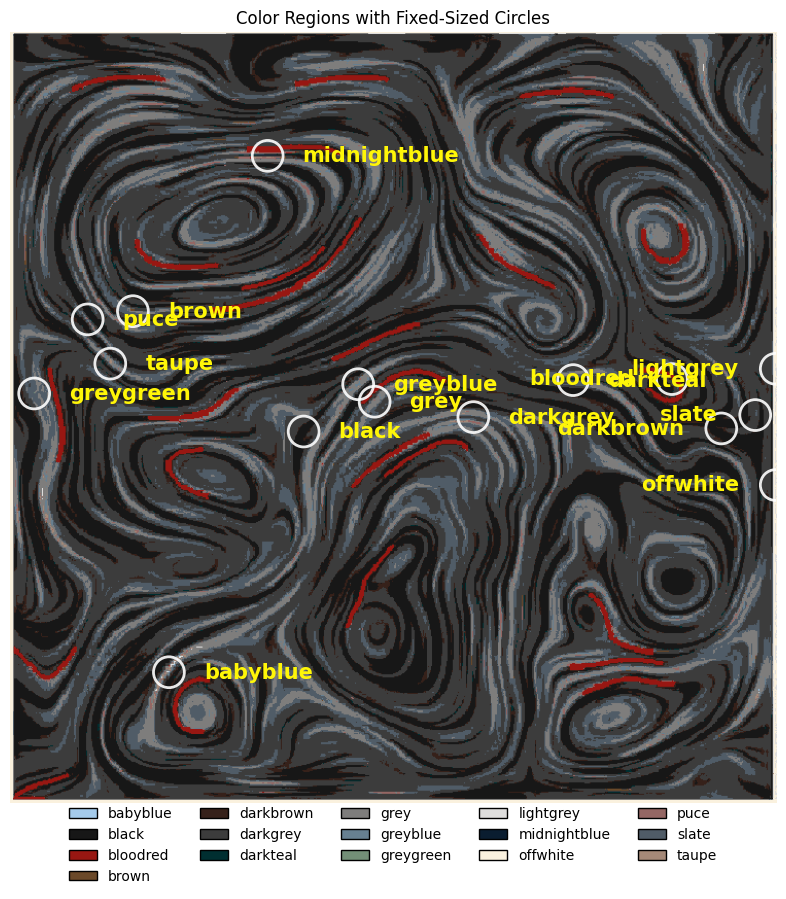 Color Regions with Fixed-Sized Circles
midnightblue
brown
puce
taupe
lightgrey
bloodred
darkteal
greyblue
greygreen
grey
slate
darkgrey
darkbrown
black
offwhite
babyblue
babyblue darkbrown grey lightgrey puce
black darkgrey greyblue midnightblue slate
bloodred darkteal greygreen offwhite taupe
brown